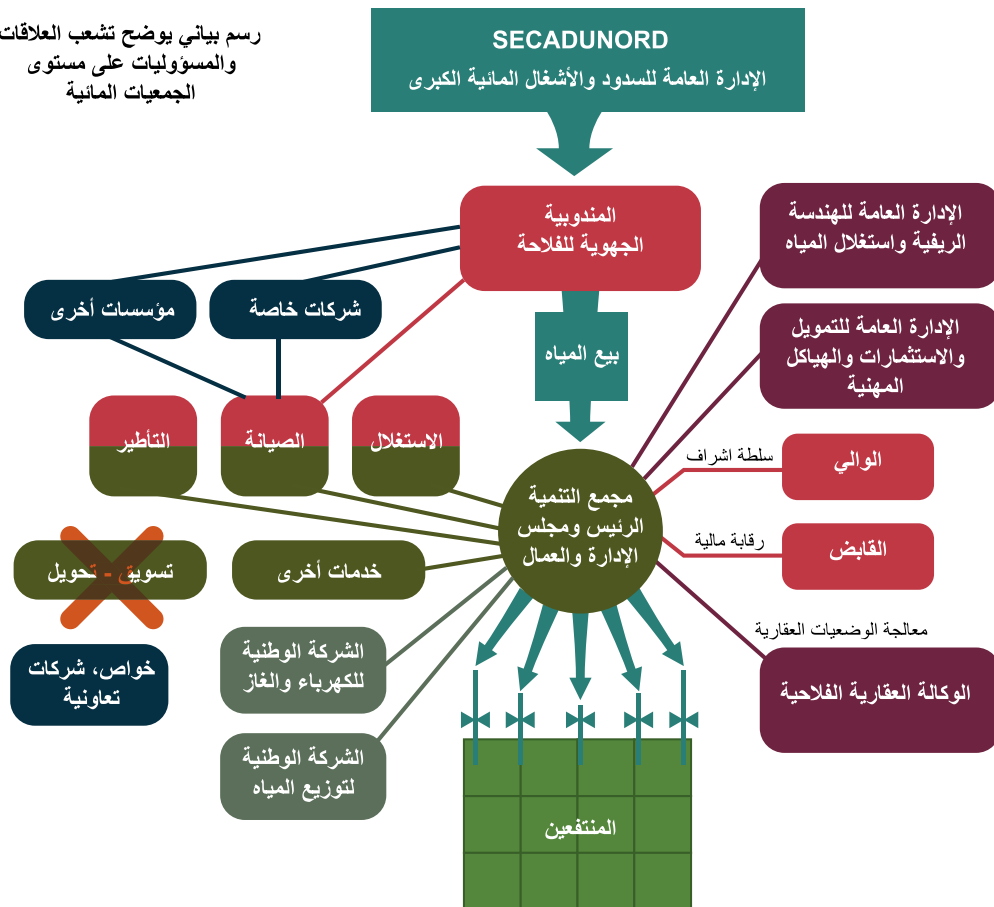 رسم بياني يوضح تشعب العلاقات
والمسؤوليات على مستوى
الجمعيات المائية
SECADUNORD
الإدارة العامة للسدود والأشغال المائية الكبرى
المندوبية
الجهوية للفلاحة
الإدارة العامة للهندسة
الريفية واستغلال المياه
شركات خاصة
مؤسسات أخرى
بيع المياه
الإدارة العامة للتمويل
والاستثمارات والهياكل
المهنية
الاستغلال
الصيانة
التأطير
سلطة اشراف
الوالي
مجمع التنمية
الرئيس ومجلس
الإدارة والعمال
رقابة مالية
القابض
خدمات أخرى
تسويق - تحويل
معالجة الوضعيات العقارية
الوكالة العقارية الفلاحية
الشركة الوطنية
للكهرباء والغاز
خواص، شركات
تعاونية
الشركة الوطنية
لتوزيع المياه
المنتفعين